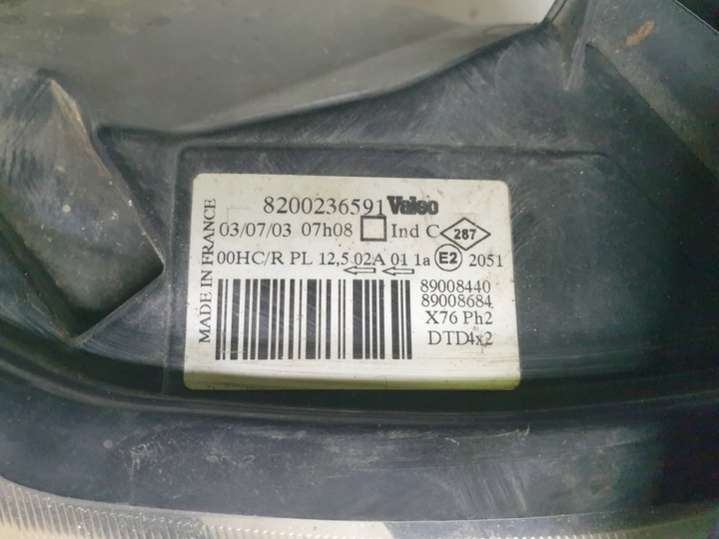 MADE IN FRANCE
8200236591 Valeo
03/07/03 07h08 Ind C 287
00HC/R PL 12,5 02A 01 1a E2 2051
89008440
89008684
X76 Ph2
DTD4x2